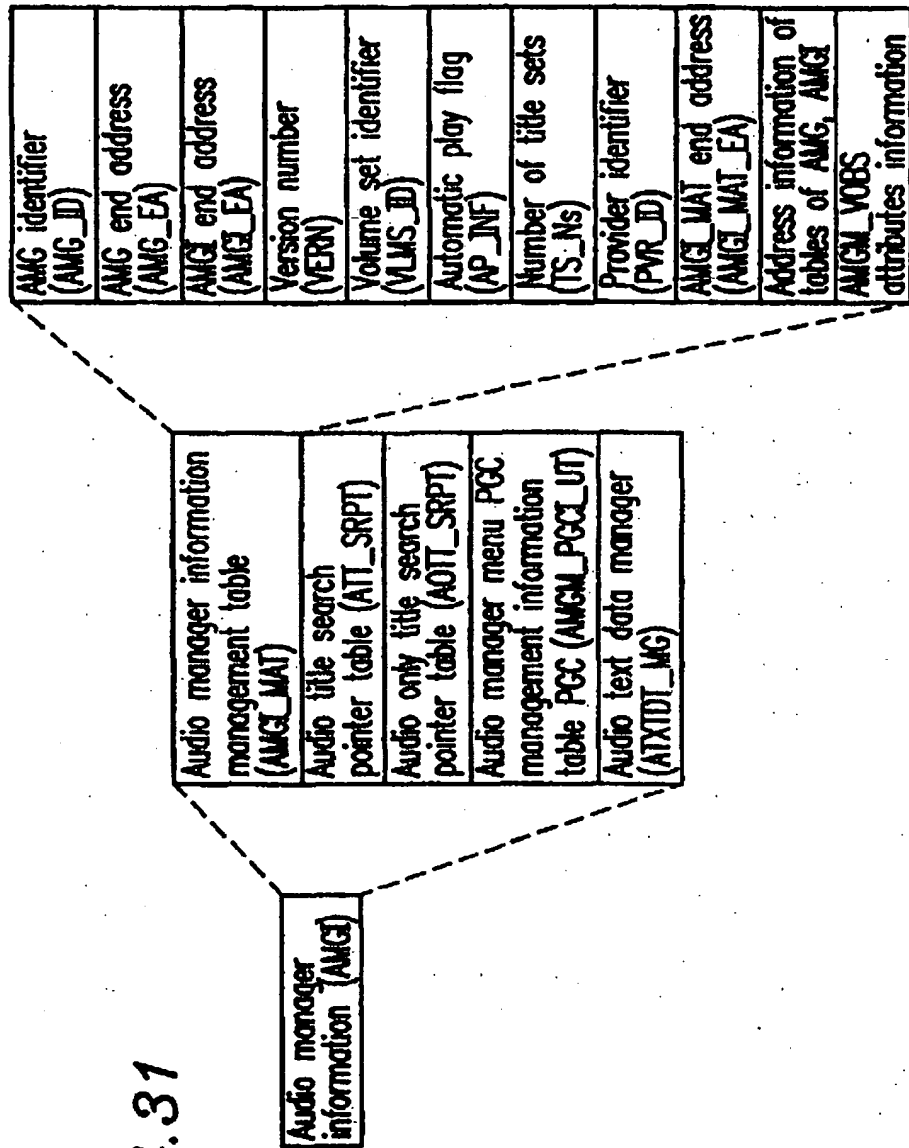 .31
Audio manager
information (AMGI)
Audio manager information
management table
(AMGI_MAT)
Audio title search
pointer table (ATT_SRPT)
Audio only title search
pointer table (AOTT_SRPT)
Audio manager menu PGC
management information
table PGC (AMGM_PGCI_UT)
Audio text data manager
(ATXTDT_MG)
AMG identifier
(AMG_ID)
AMG end address
(AMG_EA)
AMGI end address
(AMGI_EA)
Version number
(VERN)
Volume set identifier
(VLMS_ID)
Automatic play flag
(AP_INF)
Number of title sets
(TS_Ns)
Provider identifier
(PVR_ID)
AMGI_MAT end address
(AMGI_MAT_EA)
Address information of
tables of AMG, AMGI
AMGM_VOBS
attributes information